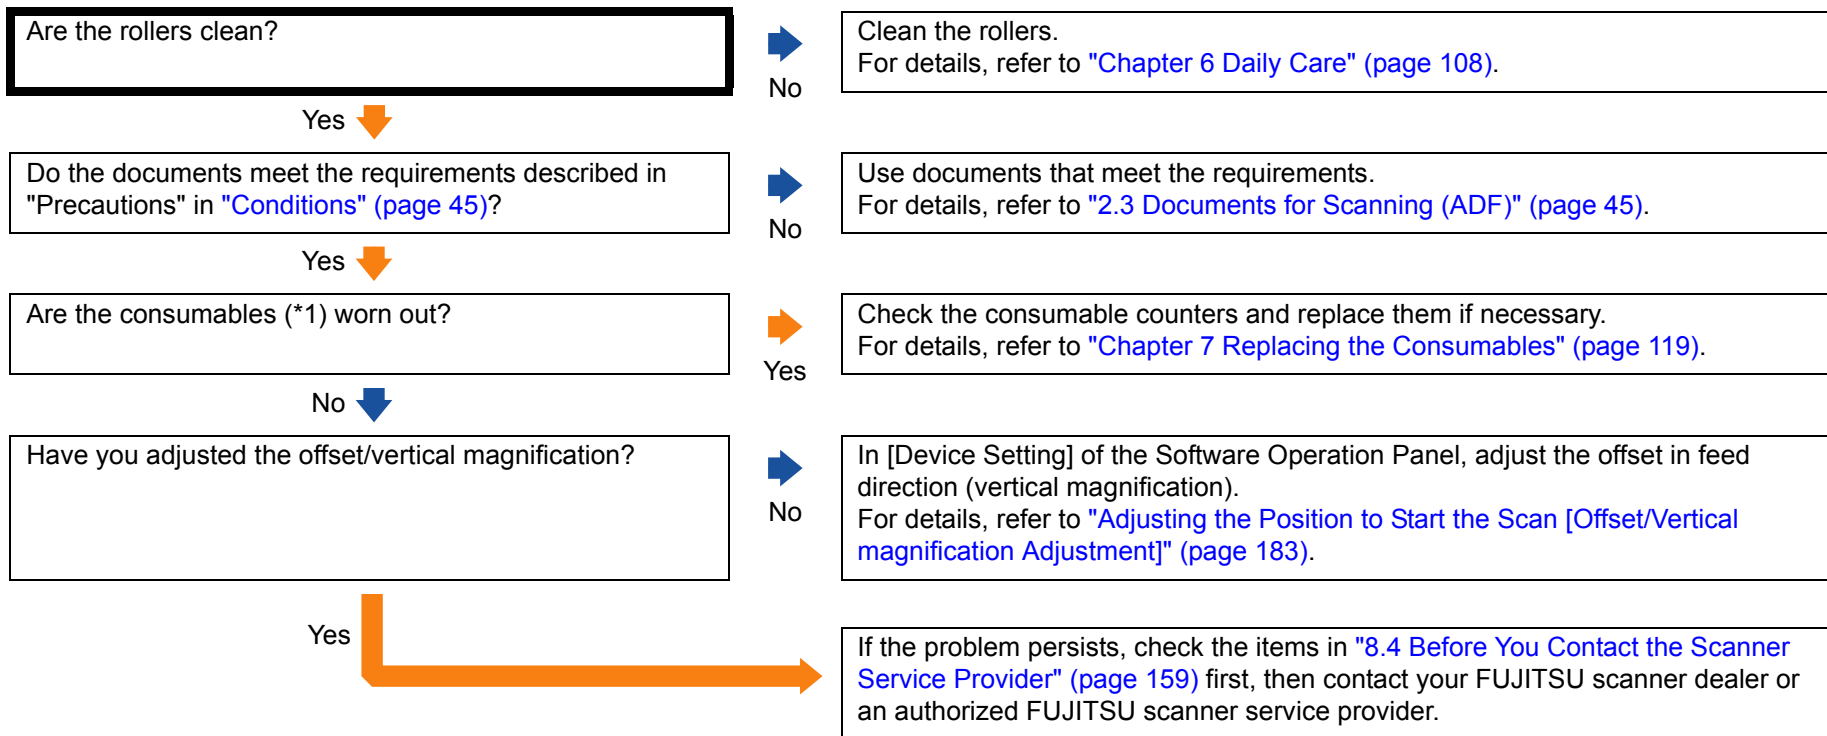 Are the rollers clean?
No
Clean the rollers.
For details, refer to "Chapter 6 Daily Care" (page 108).
Yes
Do the documents meet the requirements described in
"Precautions" in "Conditions" (page 45)?
No
Use documents that meet the requirements.
For details, refer to "2.3 Documents for Scanning (ADF)" (page 45).
Yes
Are the consumables (*1) worn out?
Yes
Check the consumable counters and replace them if necessary.
For details, refer to "Chapter 7 Replacing the Consumables" (page 119).
No
Have you adjusted the offset/vertical magnification?
No
In [Device Setting] of the Software Operation Panel, adjust the offset in feed
direction (vertical magnification).
For details, refer to "Adjusting the Position to Start the Scan [Offset/Vertical
magnification Adjustment]" (page 183).
Yes
If the problem persists, check the items in "8.4 Before You Contact the Scanner
Service Provider" (page 159) first, then contact your FUJITSU scanner dealer or
an authorized FUJITSU scanner service provider.